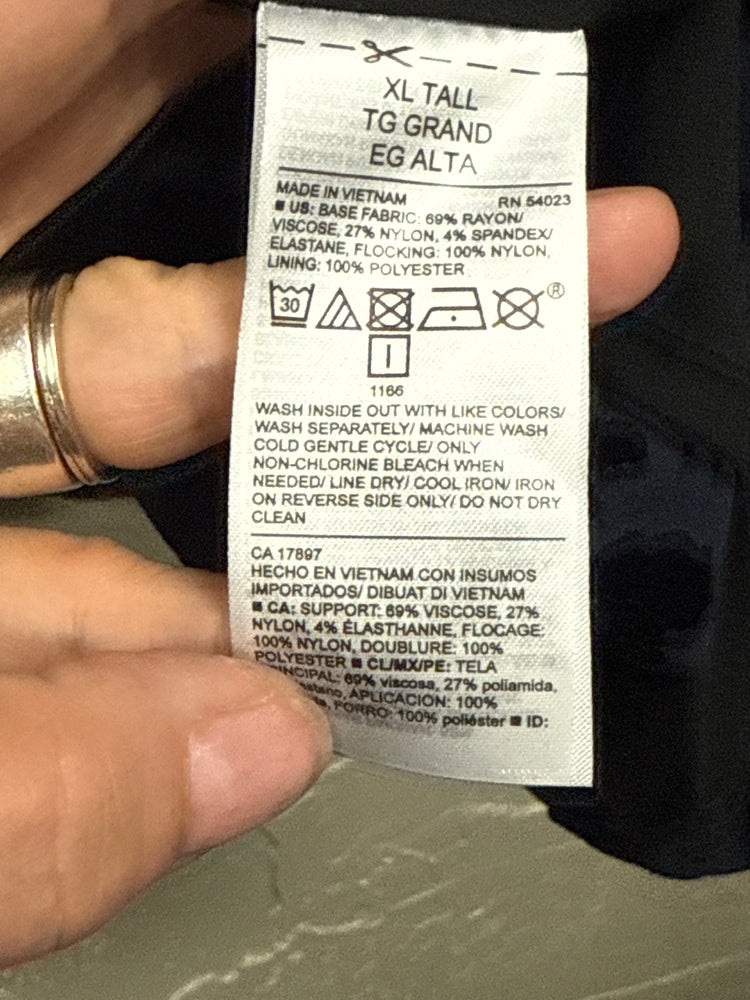 XL TALL
TG GRAND
EG ALTA
MADE IN VIETNAM RN 54023
■ US: BASE FABRIC: 69% RAYON/
VISCOSE, 27% NYLON, 4% SPANDEX/
ELASTANE, FLOCKING: 100% NYLON,
LINING: 100% POLYESTER
30 ®
1166
WASH INSIDE OUT WITH LIKE COLORS/
WASH SEPARATELY/ MACHINE WASH
COLD GENTLE CYCLE/ ONLY
NON-CHLORINE BLEACH WHEN
NEEDED/ LINE DRY/ COOL IRON/ IRON
ON REVERSE SIDE ONLY/ DO NOT DRY
CLEAN
CA 17897
HECHO EN VIETNAM CON INSUMOS
IMPORTADOS/ DIBUAT DI VIETNAM
■ CA: SUPPORT: 69% VISCOSE, 27%
NYLON, 4% ÉLASTHANNE, FLOCAGE:
100% NYLON, DOUBLURE: 100%
POLYESTER ■ CL/MX/PE: TELA
69% viscosa, 27% poliamida,
APLICACION: 100%
FORRO: 100% poliéster ■ ID: